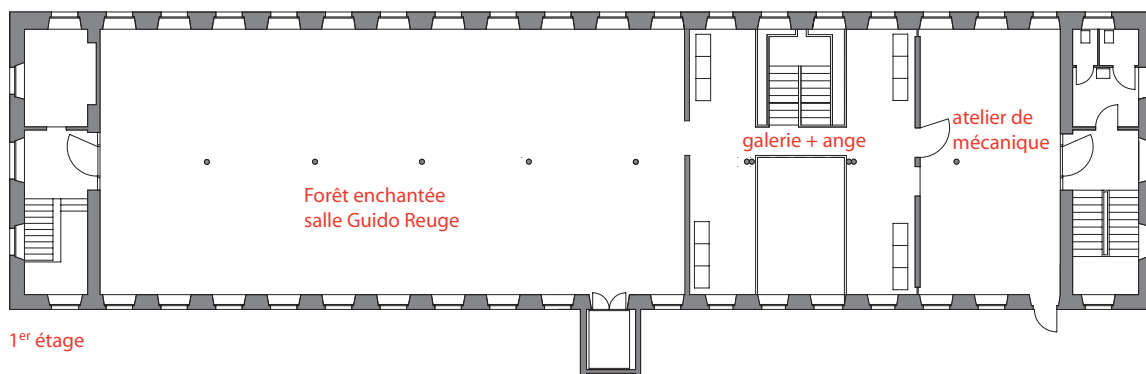 atelier de
mécanique
galerie + ange
Forêt enchantée
salle Guido Reuge
1er étage